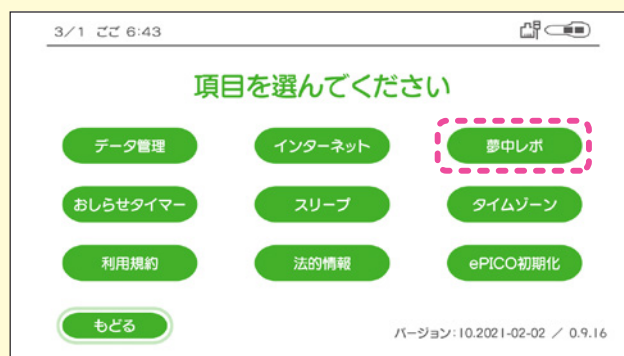 3/1 ごご 6:43
項目を選んでください
データ管理 インターネット 夢中レポ
おしらせタイマー スリープ タイムゾーン
利用規約 法的情報 ePICO初期化
もどる
バージョン:10.2021-02-02 / 0.9.16